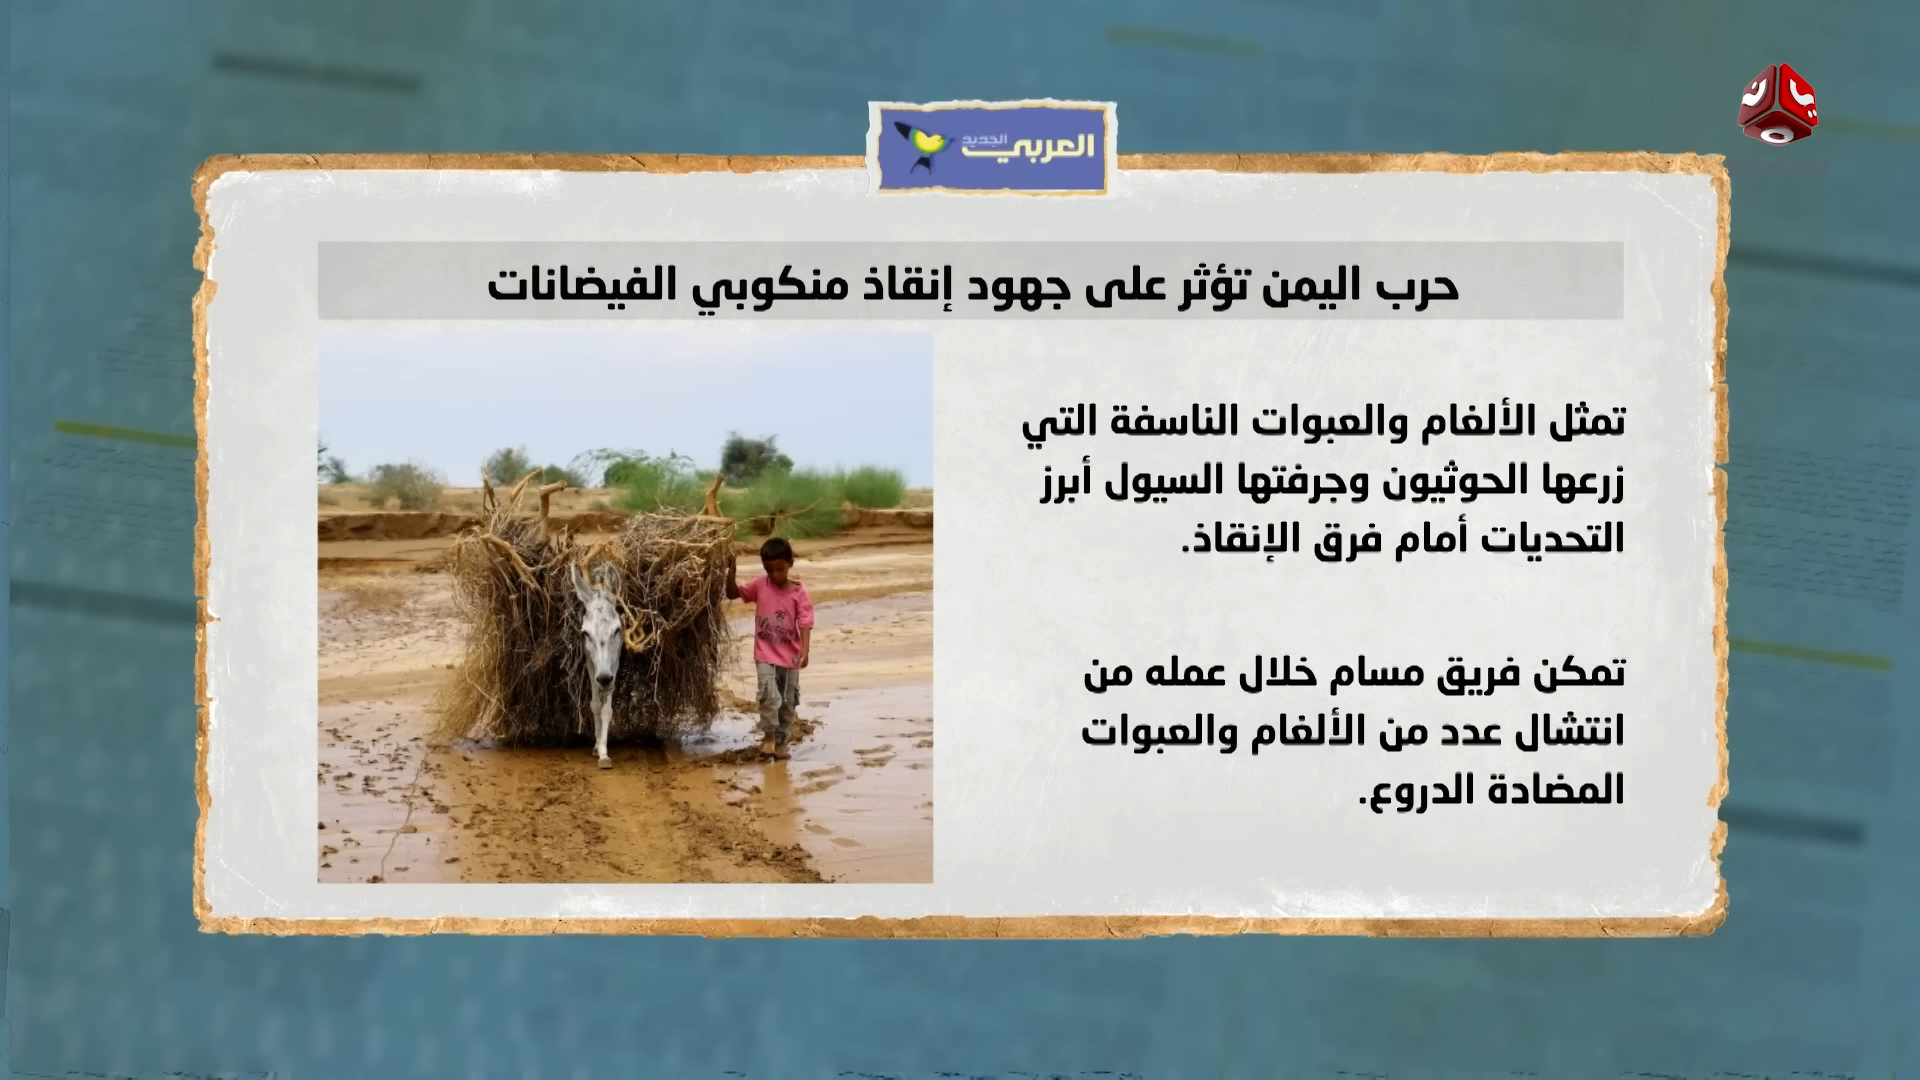 العربي الجديد
حرب اليمن تؤثر على جهود إنقاذ منكوبي الفيضانات
تمثل الألغام والعبوات الناسفة التي
زرعها الحوثيون وجرفتها السيول أبرز
التحديات أمام فرق الإنقاذ.
تمكن فريق مسام خلال عمله من
انتشال عدد من الألغام والعبوات
المضادة الدروع.